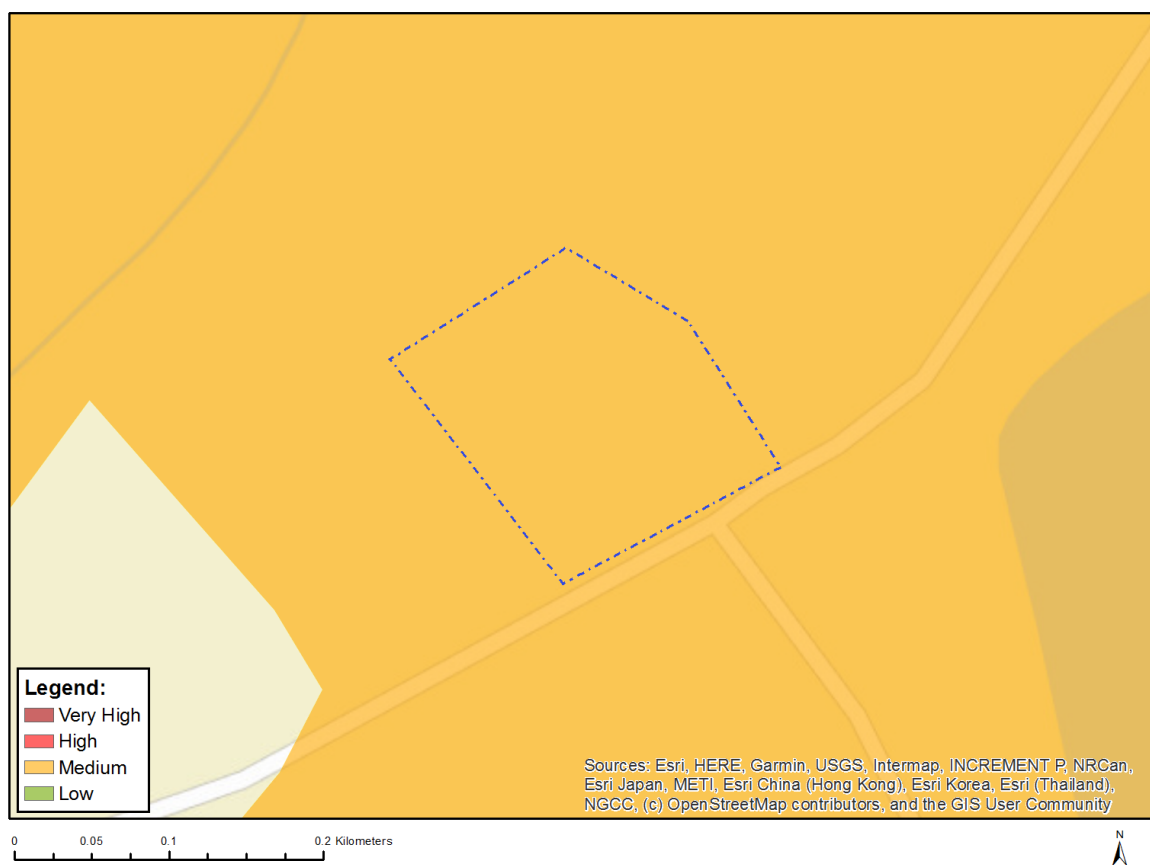 Legend:
Very High
High
Medium
Low
Sources: Esri, HERE, Garmin, USGS, Intermap, INCREMENT P, NRCan,
Esri Japan, METI, Esri China (Hong Kong), Esri Korea, Esri (Thailand),
NGCC, (c) OpenStreetMap contributors, and the GIS User Community
0 0.05 0.1 0.2 Kilometers
N